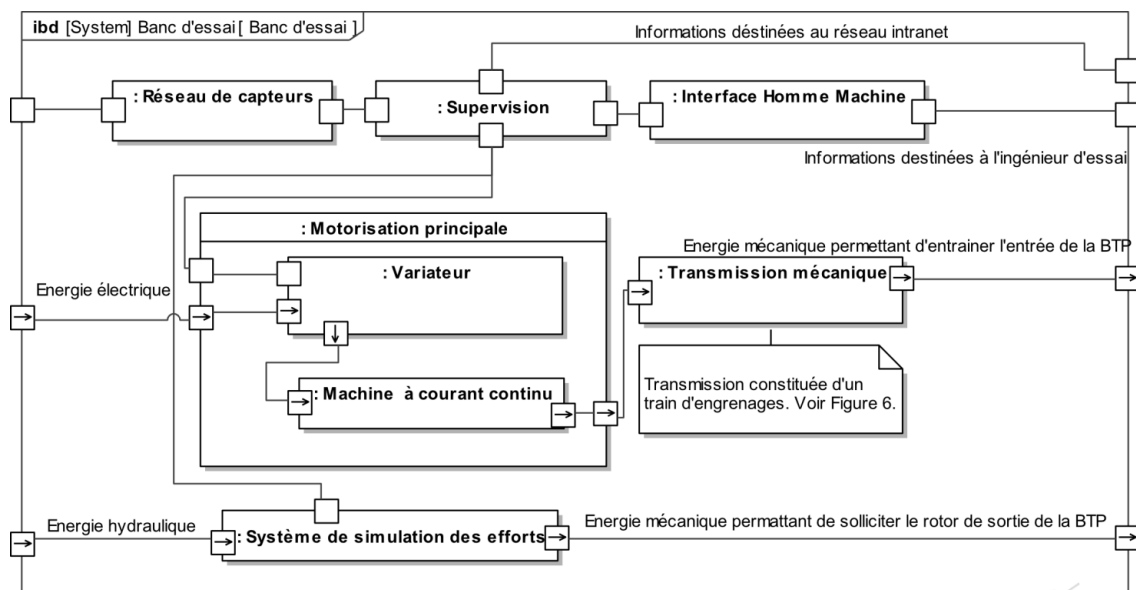 ibd [System] Banc d'essai [ Banc d'essai ]
Informations déstinées au réseau intranet
: Réseau de capteurs
: Supervision
: Interface Homme Machine
Informations destinées à l'ingénieur d'essai
: Motorisation principale
Energie mécanique permettant d'entrainer l'entrée de la BTP
: Variateur
: Transmission mécanique
Energie électrique
: Machine à courant continu
Transmission constituée d'un
train d'engrenages. Voir Figure 6.
Energie hydraulique
Energie mécanique permattant de solliciter le rotor de sortie de la BTP
: Système de simulation des efforts